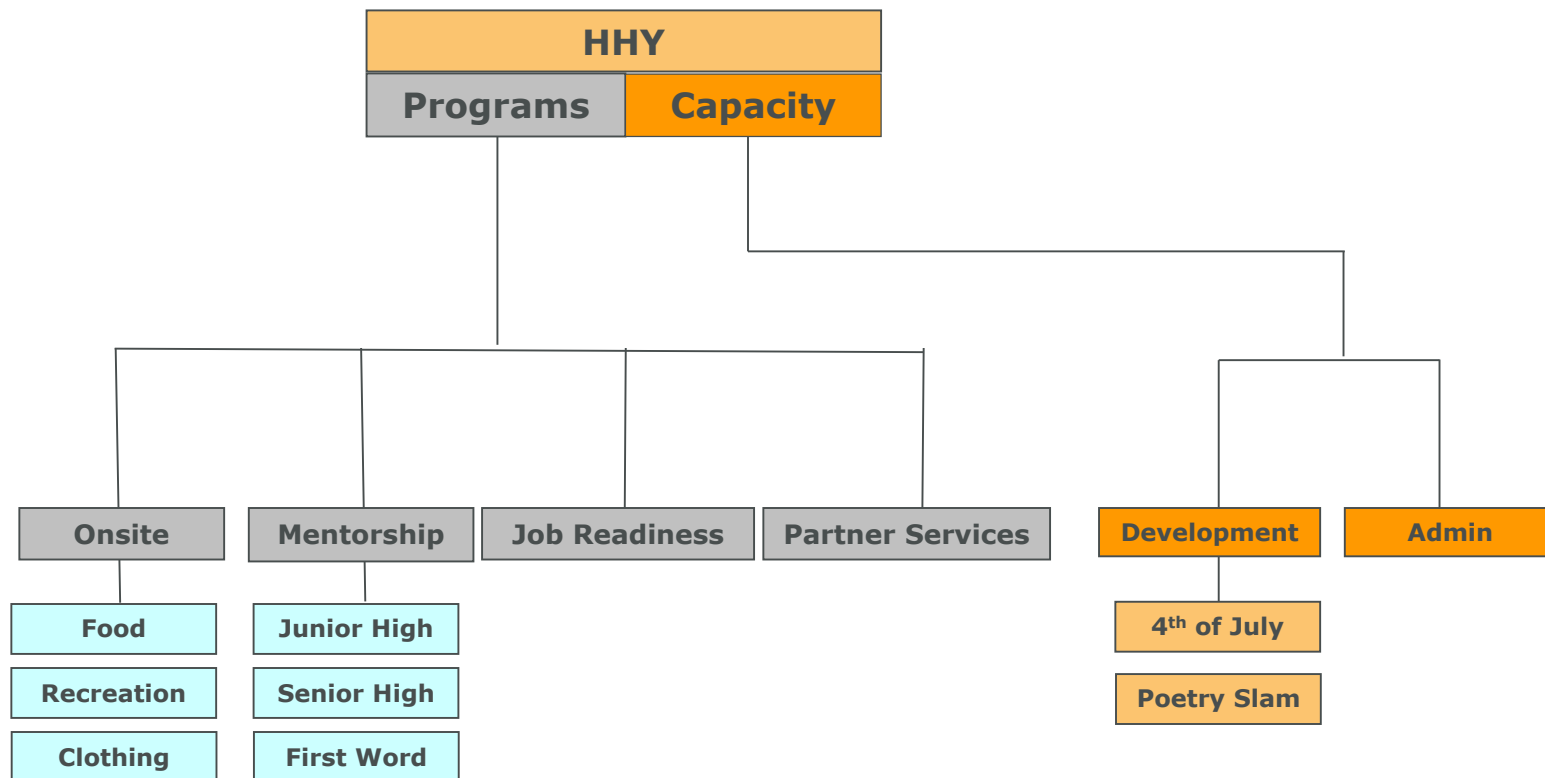 HHY
Programs
Capacity
Onsite
Mentorship
Job Readiness
Partner Services
Development
Admin
Food
Junior High
4th of July
Recreation
Senior High
Poetry Slam
Clothing
First Word